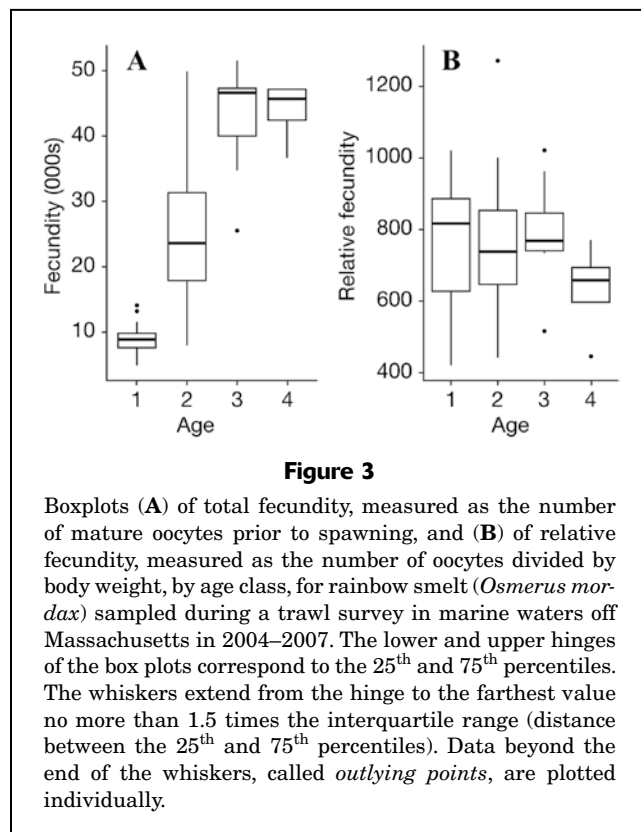 A
B
50
40
30
20
10
Fecundity (000s)
1 2 3 4
Age
1200
1000
800
600
400
Relative fecundity
1 2 3 4
Age
Figure 3
Boxplots (A) of total fecundity, measured as the number
of mature oocytes prior to spawning, and (B) of relative
fecundity, measured as the number of oocytes divided by
body weight, by age class, for rainbow smelt (Osmerus mor-
dax) sampled during a trawl survey in marine waters off
Massachusetts in 2004–2007. The lower and upper hinges
of the box plots correspond to the 25th and 75th percentiles.
The whiskers extend from the hinge to the farthest value
no more than 1.5 times the interquartile range (distance
between the 25th and 75th percentiles). Data beyond the
end of the whiskers, called outlying points, are plotted
individually.